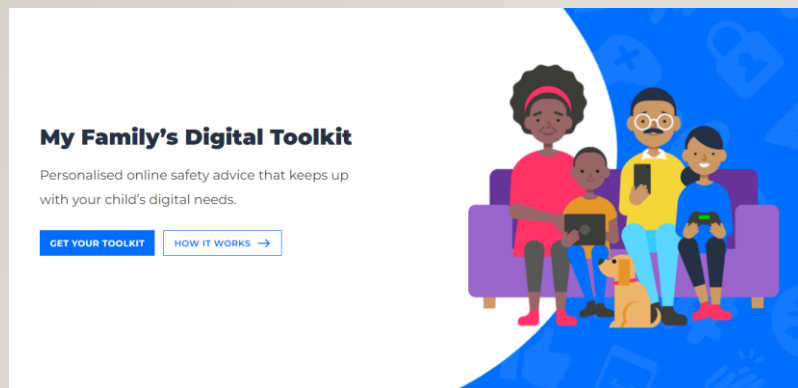 My Family's Digital Toolkit
Personalised online safety advice that keeps up
with your child's digital needs.
GET YOUR TOOLKIT
HOW IT WORKS →